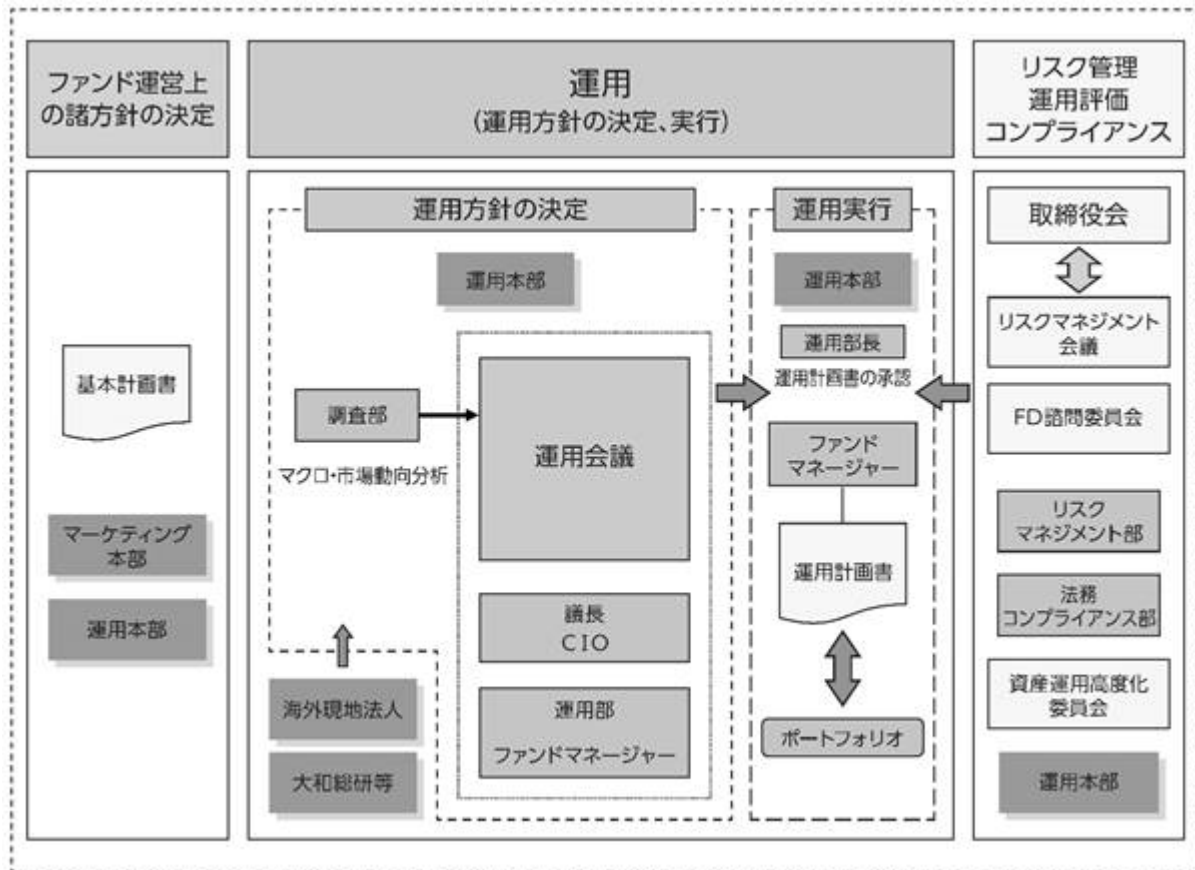 ファンド運営上
の諸方針の決定
運用
(運用方針の決定、実行)
リスク管理
運用評価
コンプライアンス
基本計画書
マーケティング
本部
運用本部
運用方針の決定
運用本部
調査部
マクロ・市場動向分析
運用会議
議長
CIO
運用部
ファンドマネージャー
海外現地法人
大和総研等
運用実行
運用本部
運用部長
運用計画書の承認
ファンド
マネージャー
運用計画書
ポートフォリオ
取締役会
リスクマネジメント
会議
FD諮問委員会
リスク
マネジメント部
法務
コンプライアンス部
資産運用高度化
委員会
運用本部